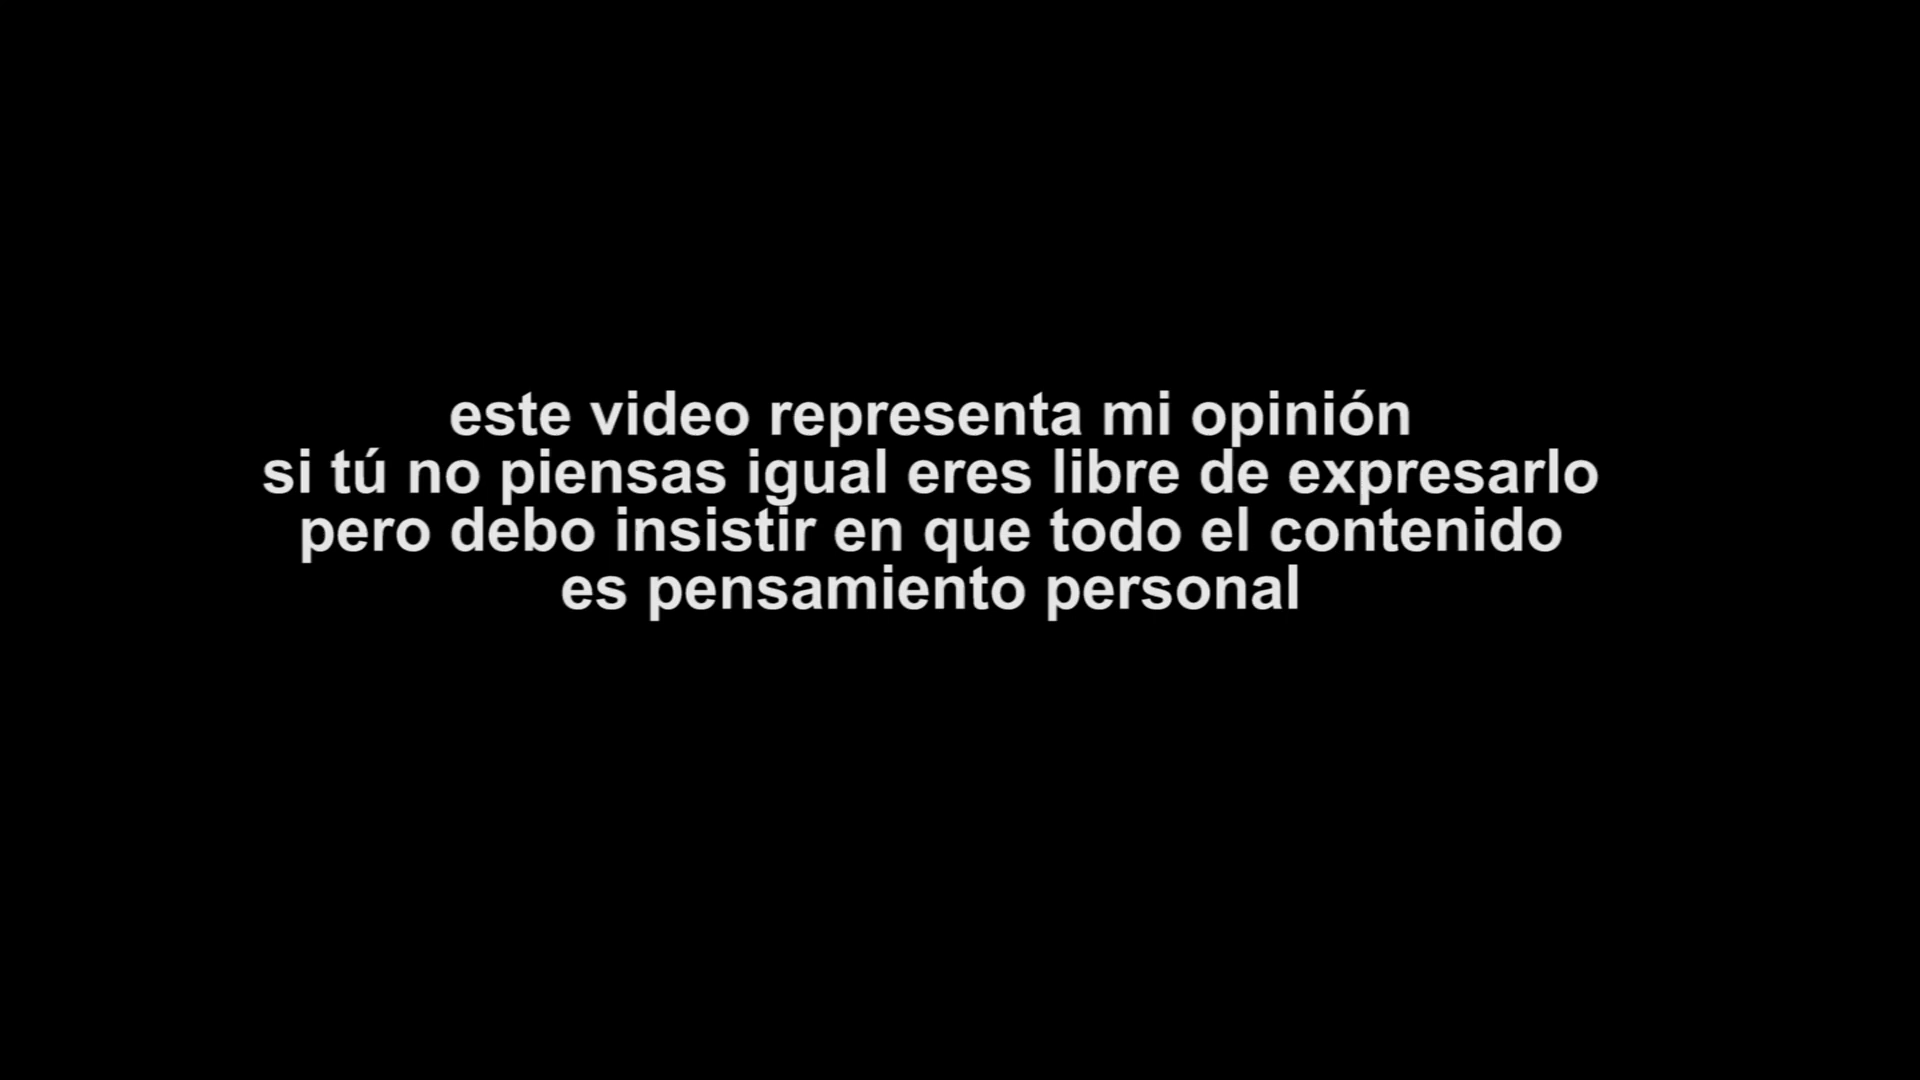 este video representa mi opinión
si tú no piensas igual eres libre de expresarlo
pero debo insistir en que todo el contenido
es pensamiento personal